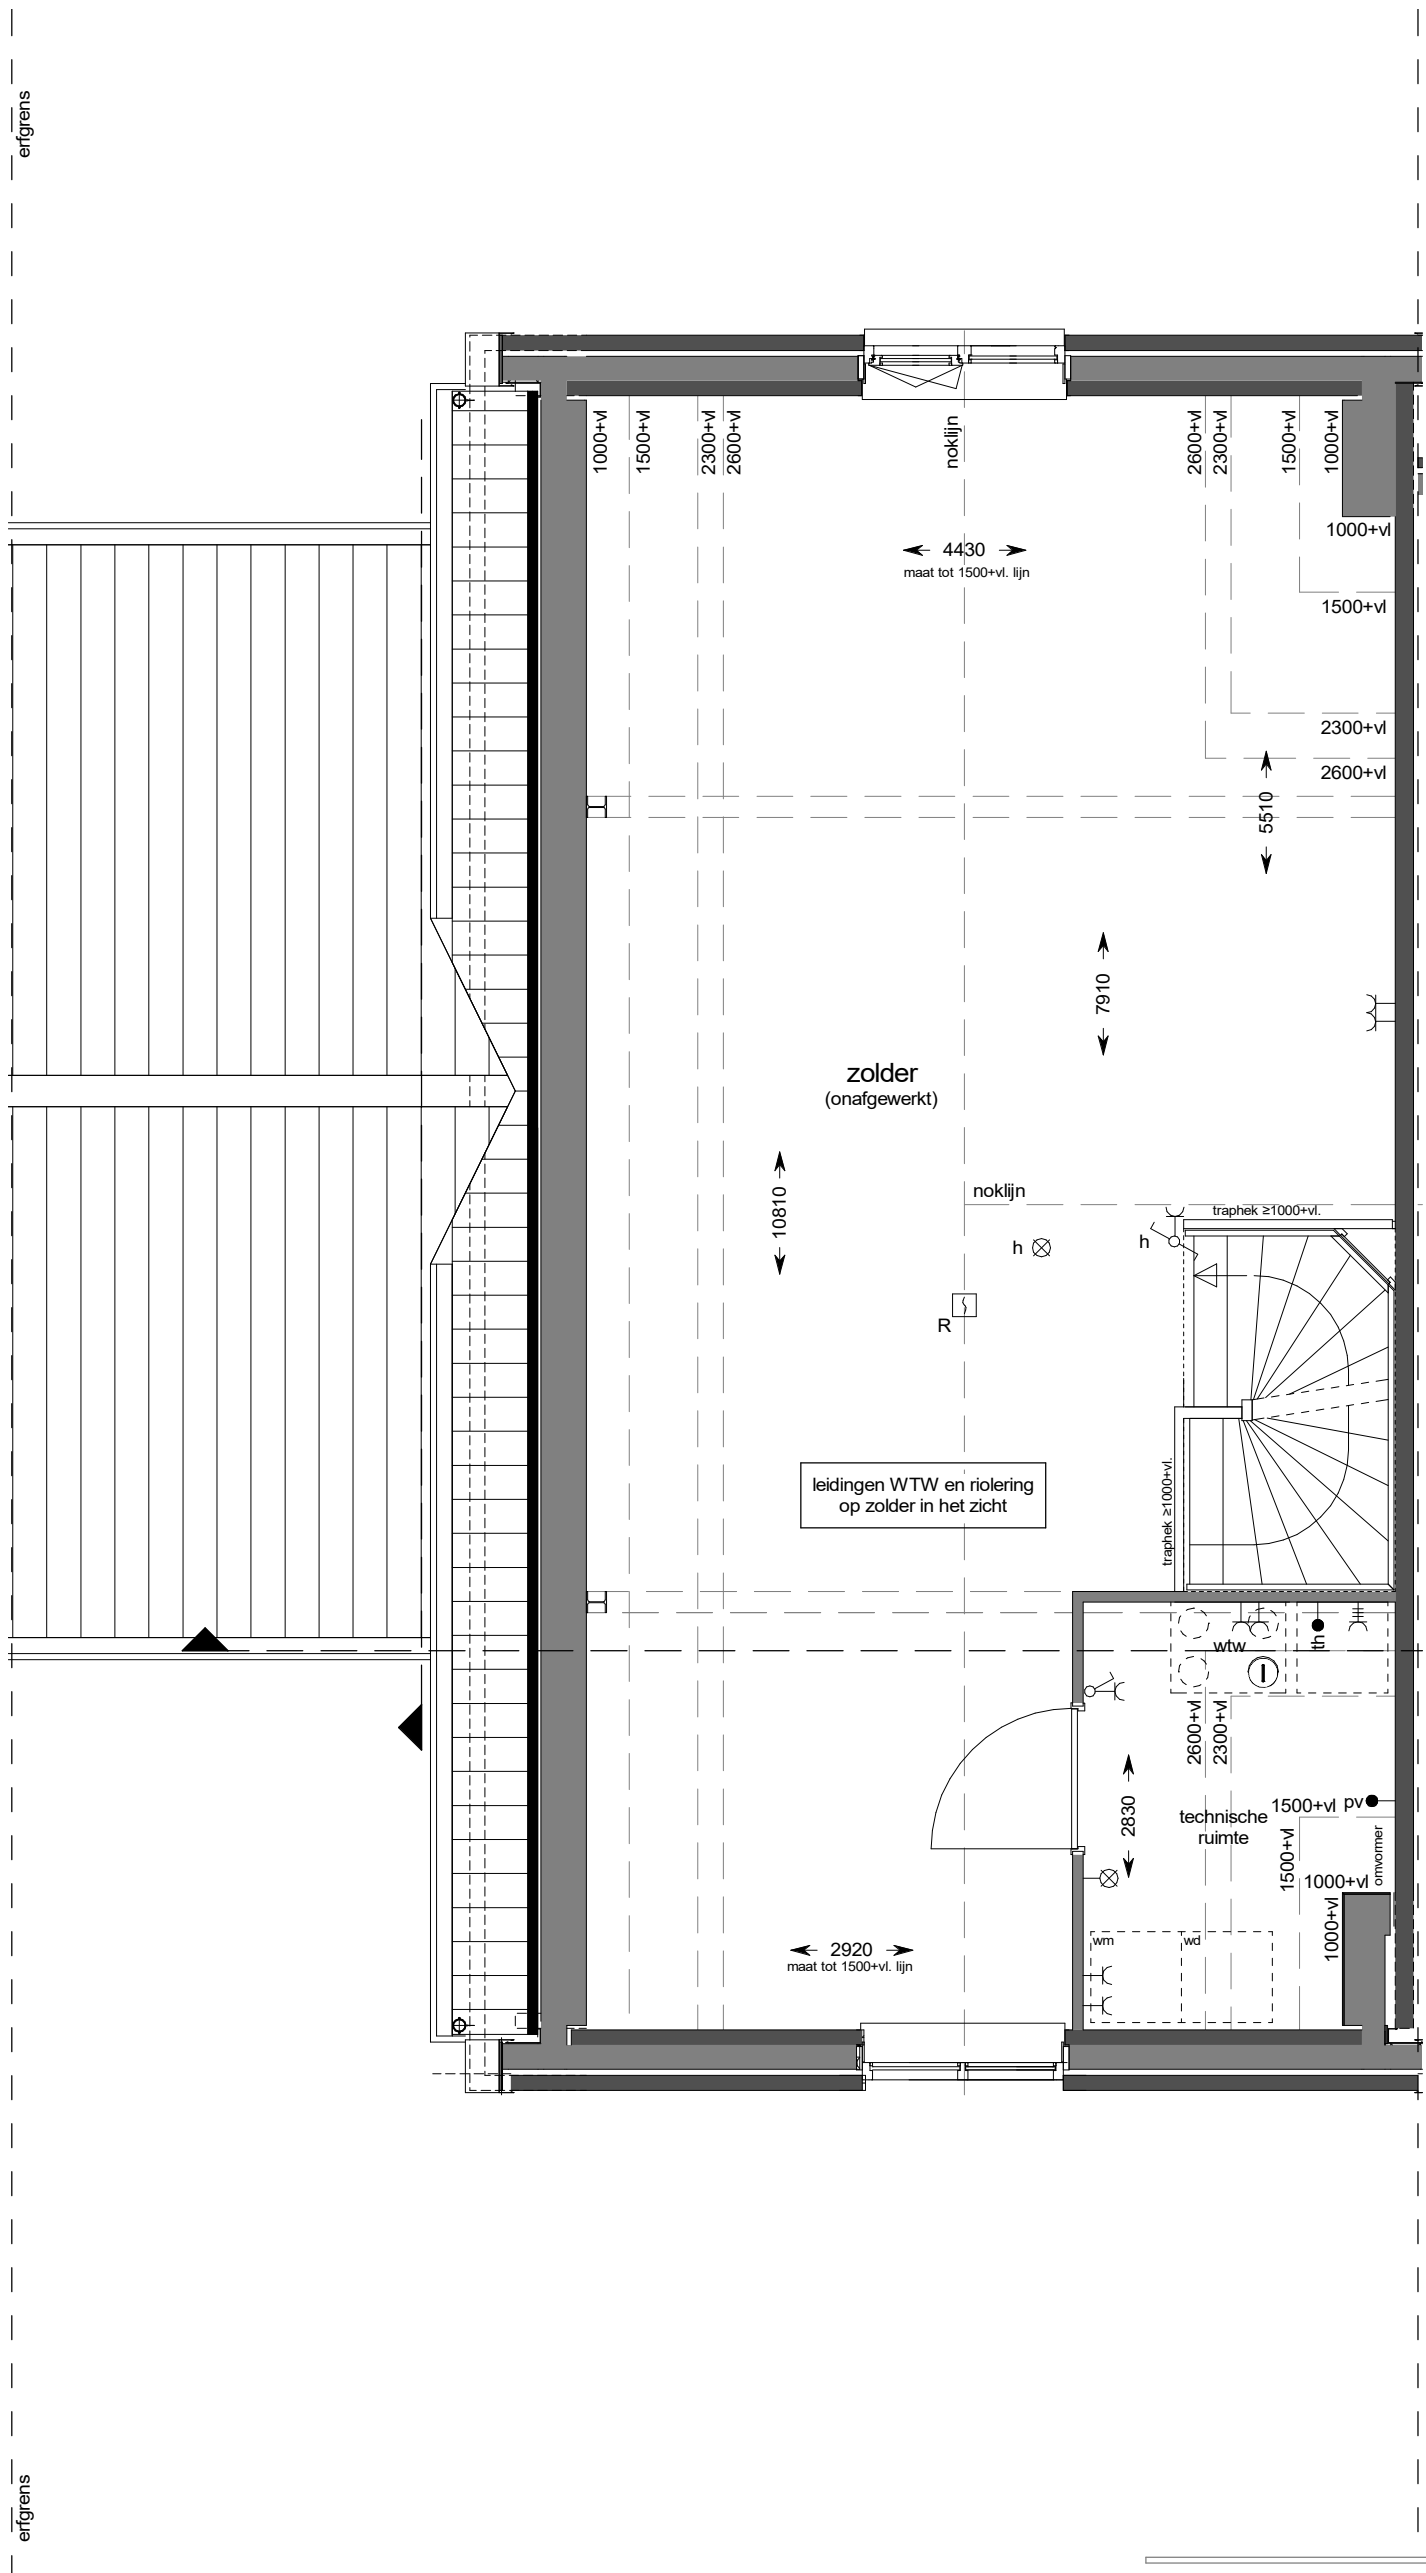 erfgrens
1000+vl
1500+vl
2300+vl
2600+vl
noklijn
2600+vl
2300+vl
1500+vl
1000+vl
1000+vl
4430
maat tot 1500+vl. lijn
1500+vl
2300+vl
2600+vl
5510
7910
zolder
(onafgewerkt)
10810
noklijn
traphek ≥1000+vl.
h
h
R
leidingen WTW en riolering
op zolder in het zicht
traphek ≥1000+vl.
wtw
th
2600+vl
2300+vl
2830
technische
ruimte
1500+vl
pv
1500+vl
omvormer
1000+vl
1000+vl
wm
wd
2920
maat tot 1500+vl. lijn
erfgrens